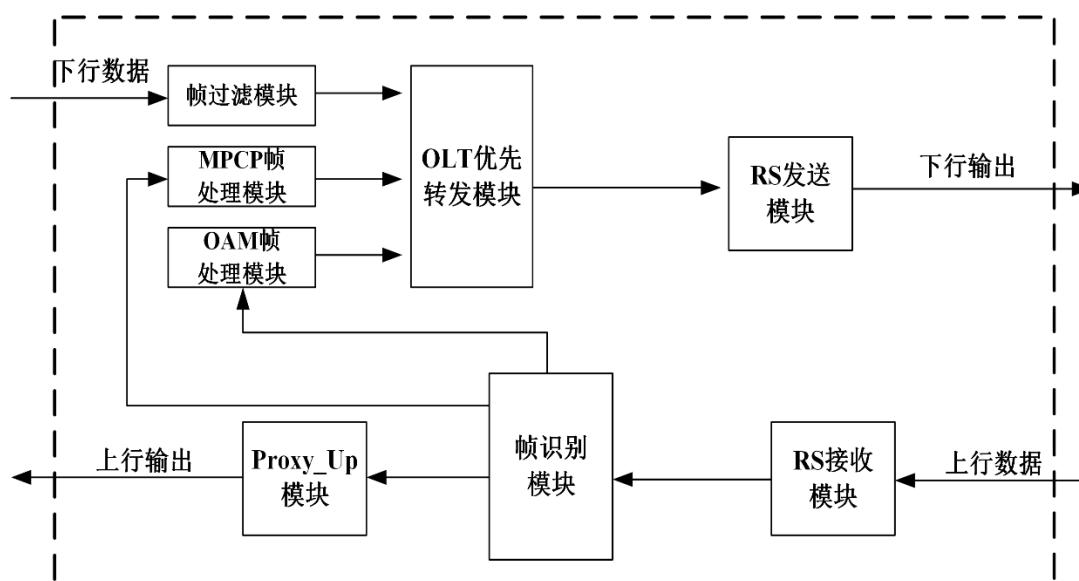 下行数据
帧过滤模块
MPCP帧
处理模块
OAM帧
处理模块
OLT优先
转发模块
RS发送
模块
下行输出
上行输出
Proxy_Up
模块
帧识别
模块
RS接收
模块
上行数据